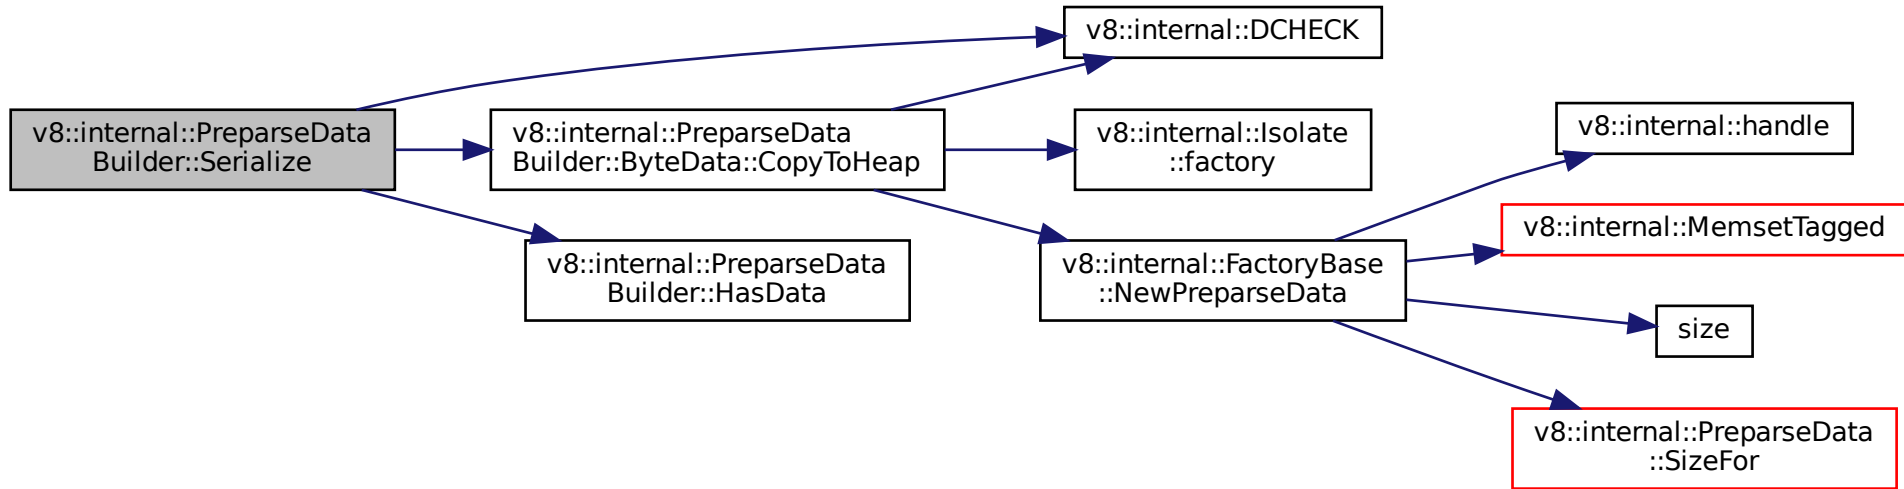 v8::internal::PreparseData
Builder::Serialize
v8::internal::DCHECK
v8::internal::PreparseData
Builder::ByteData::CopyToHeap
v8::internal::PreparseData
Builder::HasData
v8::internal::Isolate
::factory
v8::internal::FactoryBase
::NewPreparseData
v8::internal::handle
v8::internal::MemsetTagged
size
v8::internal::PreparseData
::SizeFor